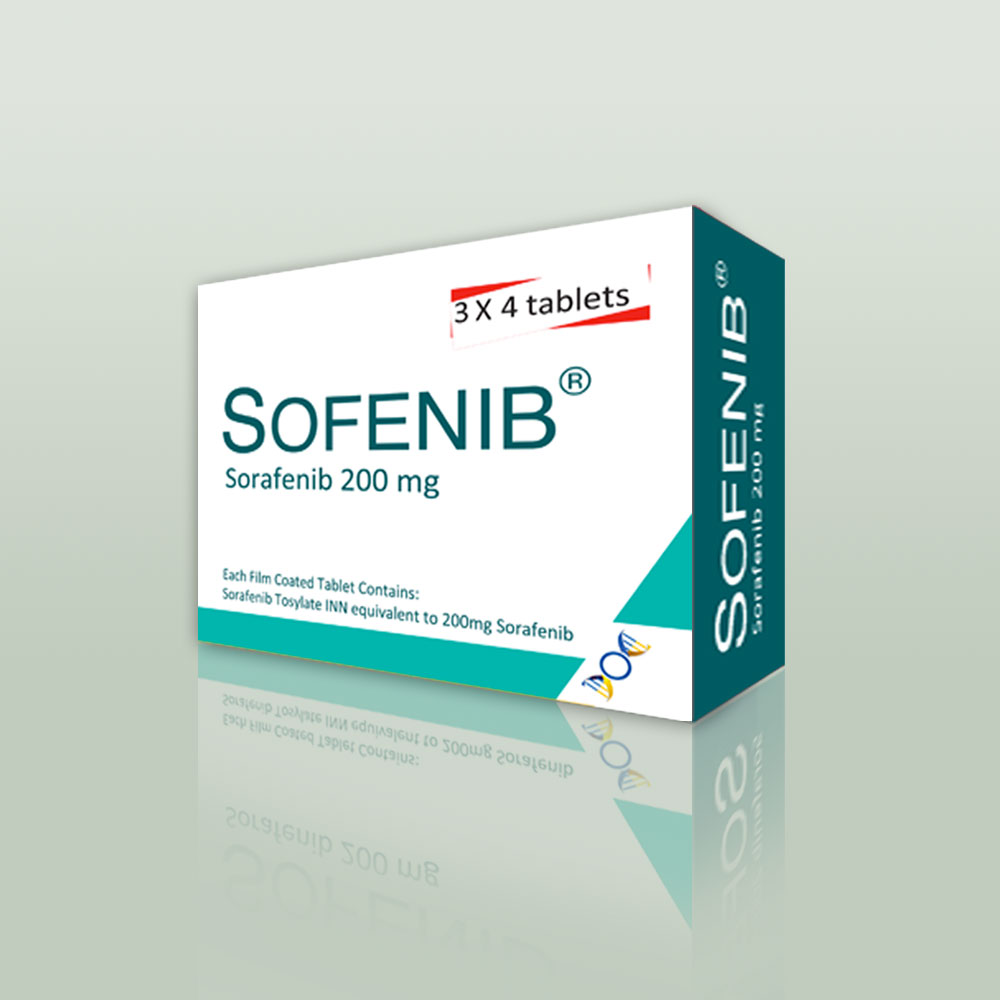 3 X 4 tablets
SOFENIB®
Sorafenib 200 mg
Each Film Coated Tablet Contains:
Sorafenib Tosylate INN equivalent to 200mg Sorafenib
SOFENIB®
Sorafenib 200 mg